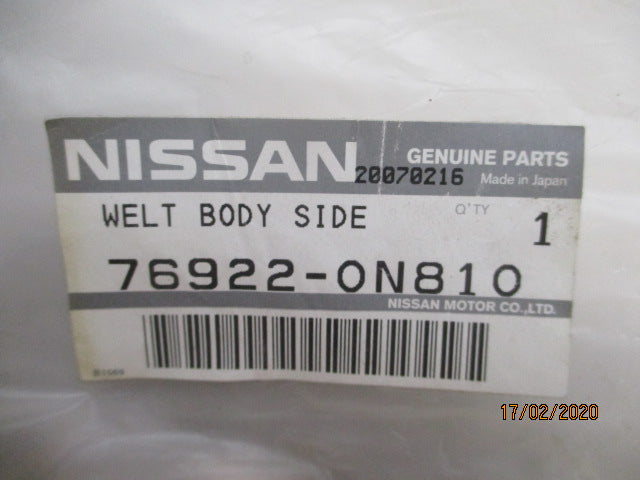 NISSAN
GENUINE PARTS
20070216
Made in Japan
WELT BODY SIDE
Q'TY
1
76922-0N810
NISSAN MOTOR CO.,LTD.
17/02/2020